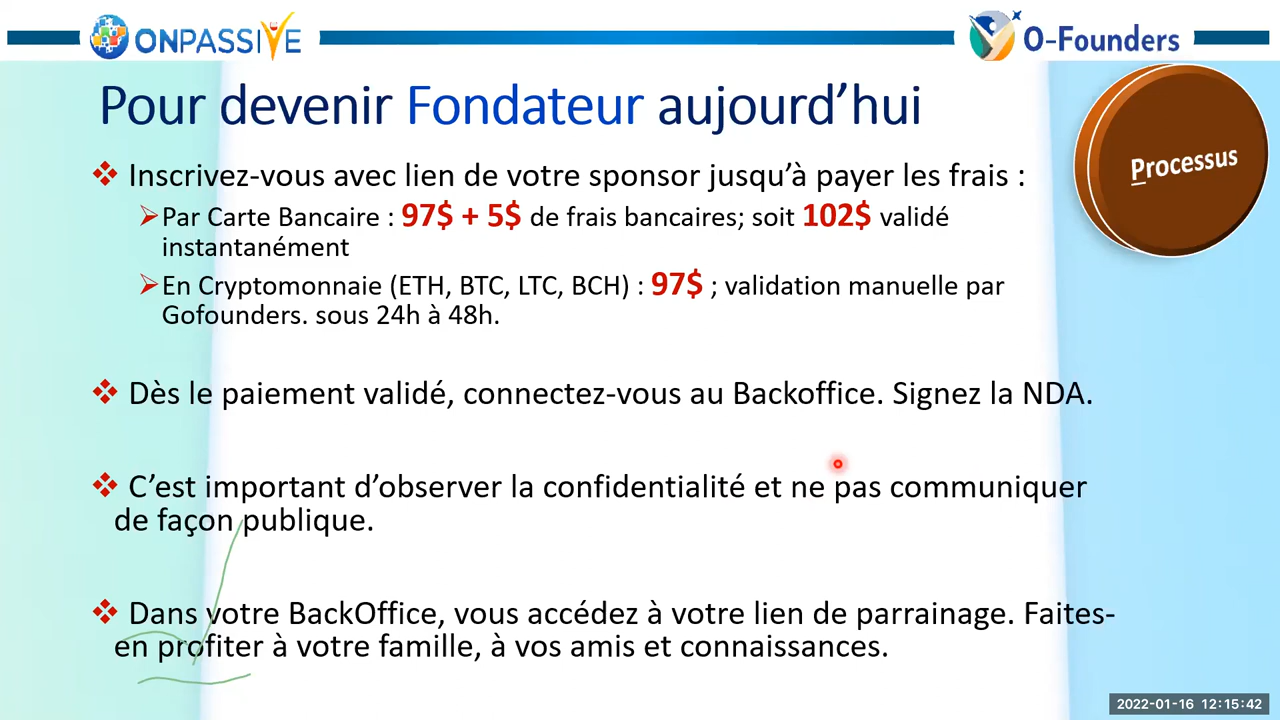 ONPASSIVE
O-Founders
Pour devenir Fondateur aujourd’hui
Processus
❖ Inscrivez-vous avec lien de votre sponsor jusqu’à payer les frais :
➢Par Carte Bancaire : 97$ + 5$ de frais bancaires; soit 102$ validé
instantanément
➢En Cryptomonnaie (ETH, BTC, LTC, BCH) : 97$ ; validation manuelle par
Gofounders. sous 24h à 48h.
❖ Dès le paiement validé, connectez-vous au Backoffice. Signez la NDA.
❖ C’est important d’observer la confidentialité et ne pas communiquer
de façon publique.
❖ Dans votre BackOffice, vous accédez à votre lien de parrainage. Faites-
en profiter à votre famille, à vos amis et connaissances.
2022-01-16 12:15:42